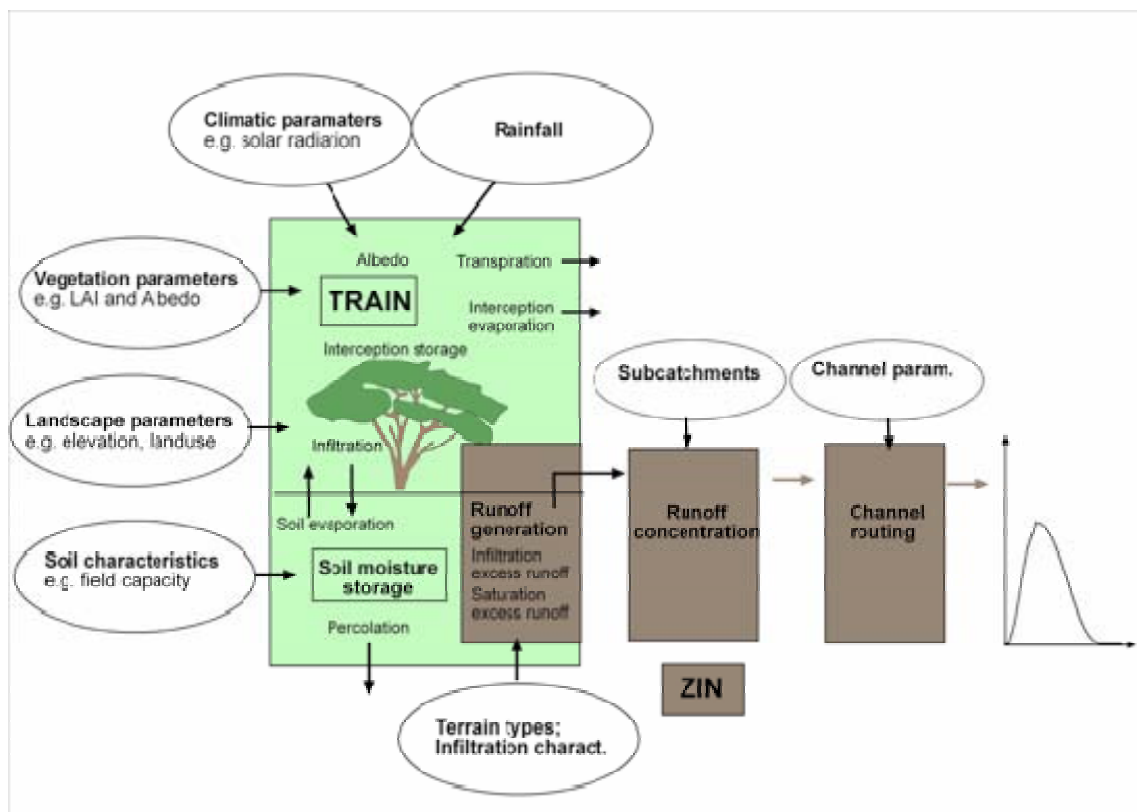 Climatic paramaters
e.g. solar radiation
Rainfall
Vegetation parameters
e.g. LAI and Abedo
Albedo
Transpiration
TRAIN
Interception
evaporation
Interception storage
Subcatchments
Channel param.
Landscape parameters
e.g. elevation, landuse
Infiltration
Soil evaporation
Runoff
generation
Infiltration
excess runoff
Saturation
excess runoff
Runoff
concentration
Channel
routing
Soil characteristics
e.g. field capacity
Soil moisture
storage
Percolation
ZIN
Terrain types;
Infiltration charact.